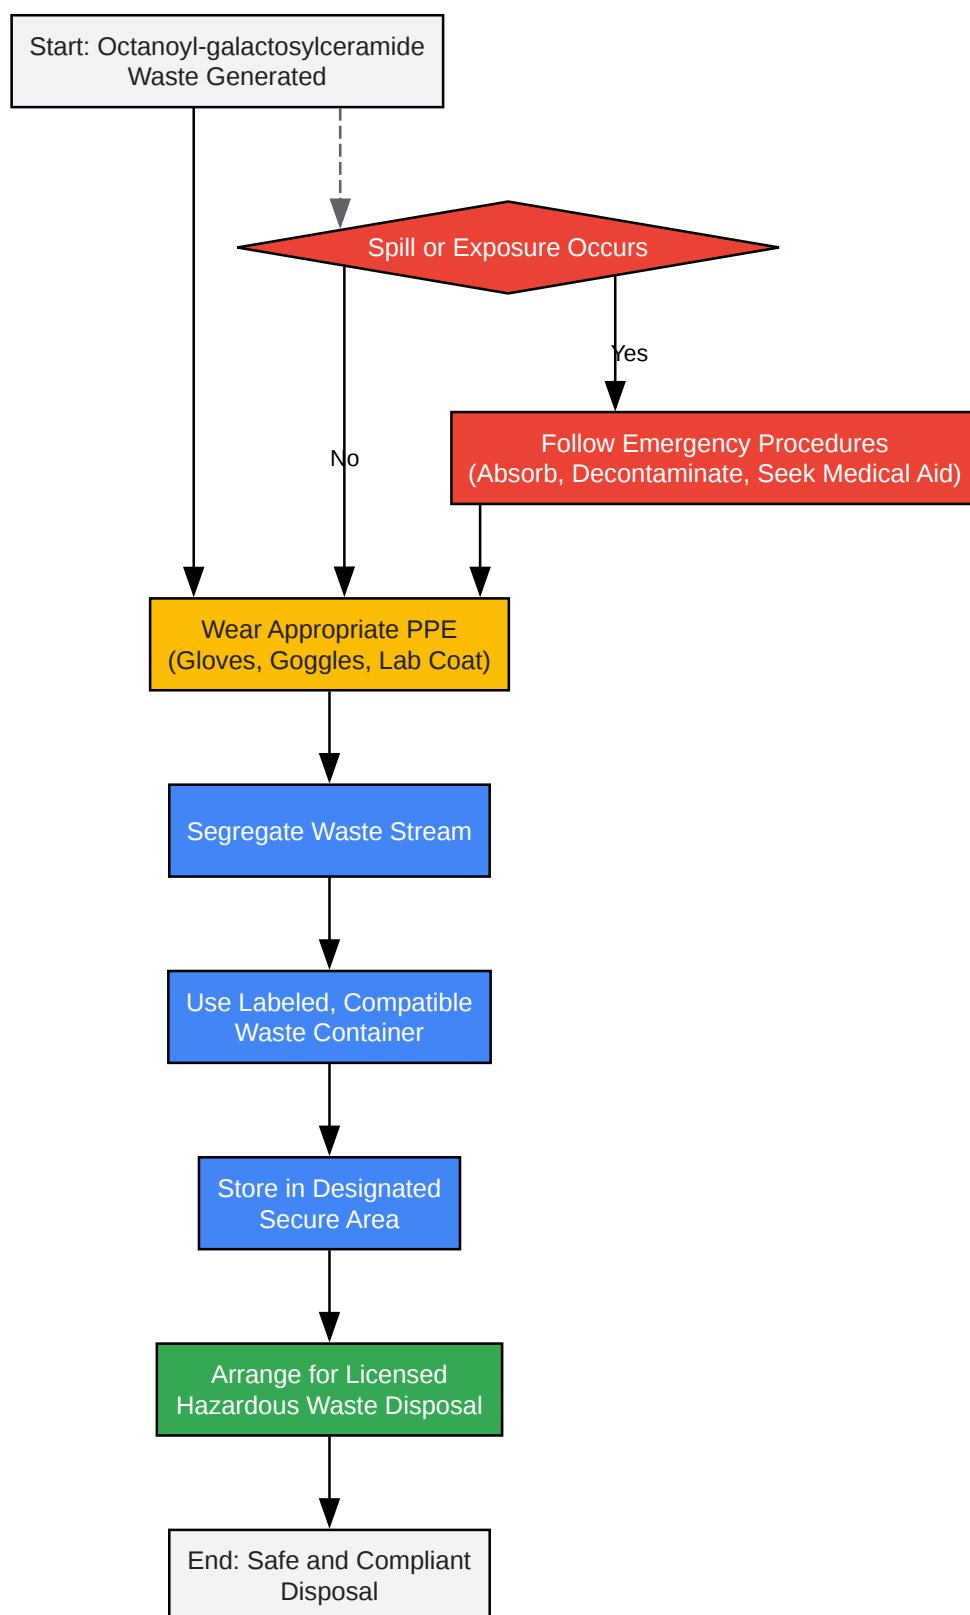 Start: Octanoyl-galactosylceramide
Waste Generated
Spill or Exposure Occurs
Yes
Follow Emergency Procedures
(Absorb, Decontaminate, Seek Medical Aid)
No
Wear Appropriate PPE
(Gloves, Goggles, Lab Coat)
Segregate Waste Stream
Use Labeled, Compatible
Waste Container
Store in Designated
Secure Area
Arrange for Licensed
Hazardous Waste Disposal
End: Safe and Compliant
Disposal